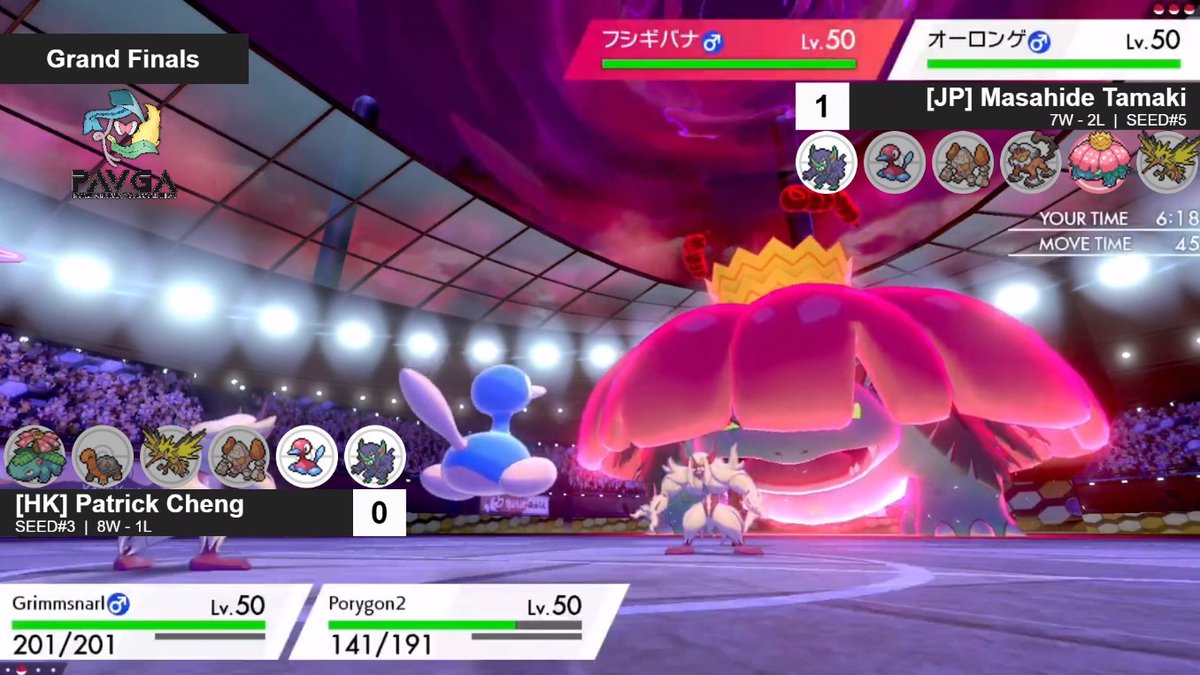 Grand Finals
PAVGA
フシギバナ♂ Lv.50
オーロンゲ♂ Lv.50
1
[JP] Masahide Tamaki
7W - 2L | SEED#5
YOUR TIME 6:18
MOVE TIME 45
[HK] Patrick Cheng
SEED#3 | 8W - 1L
0
Grimmsnarl♂ Lv.50
201/201
Porygon2 Lv.50
141/191